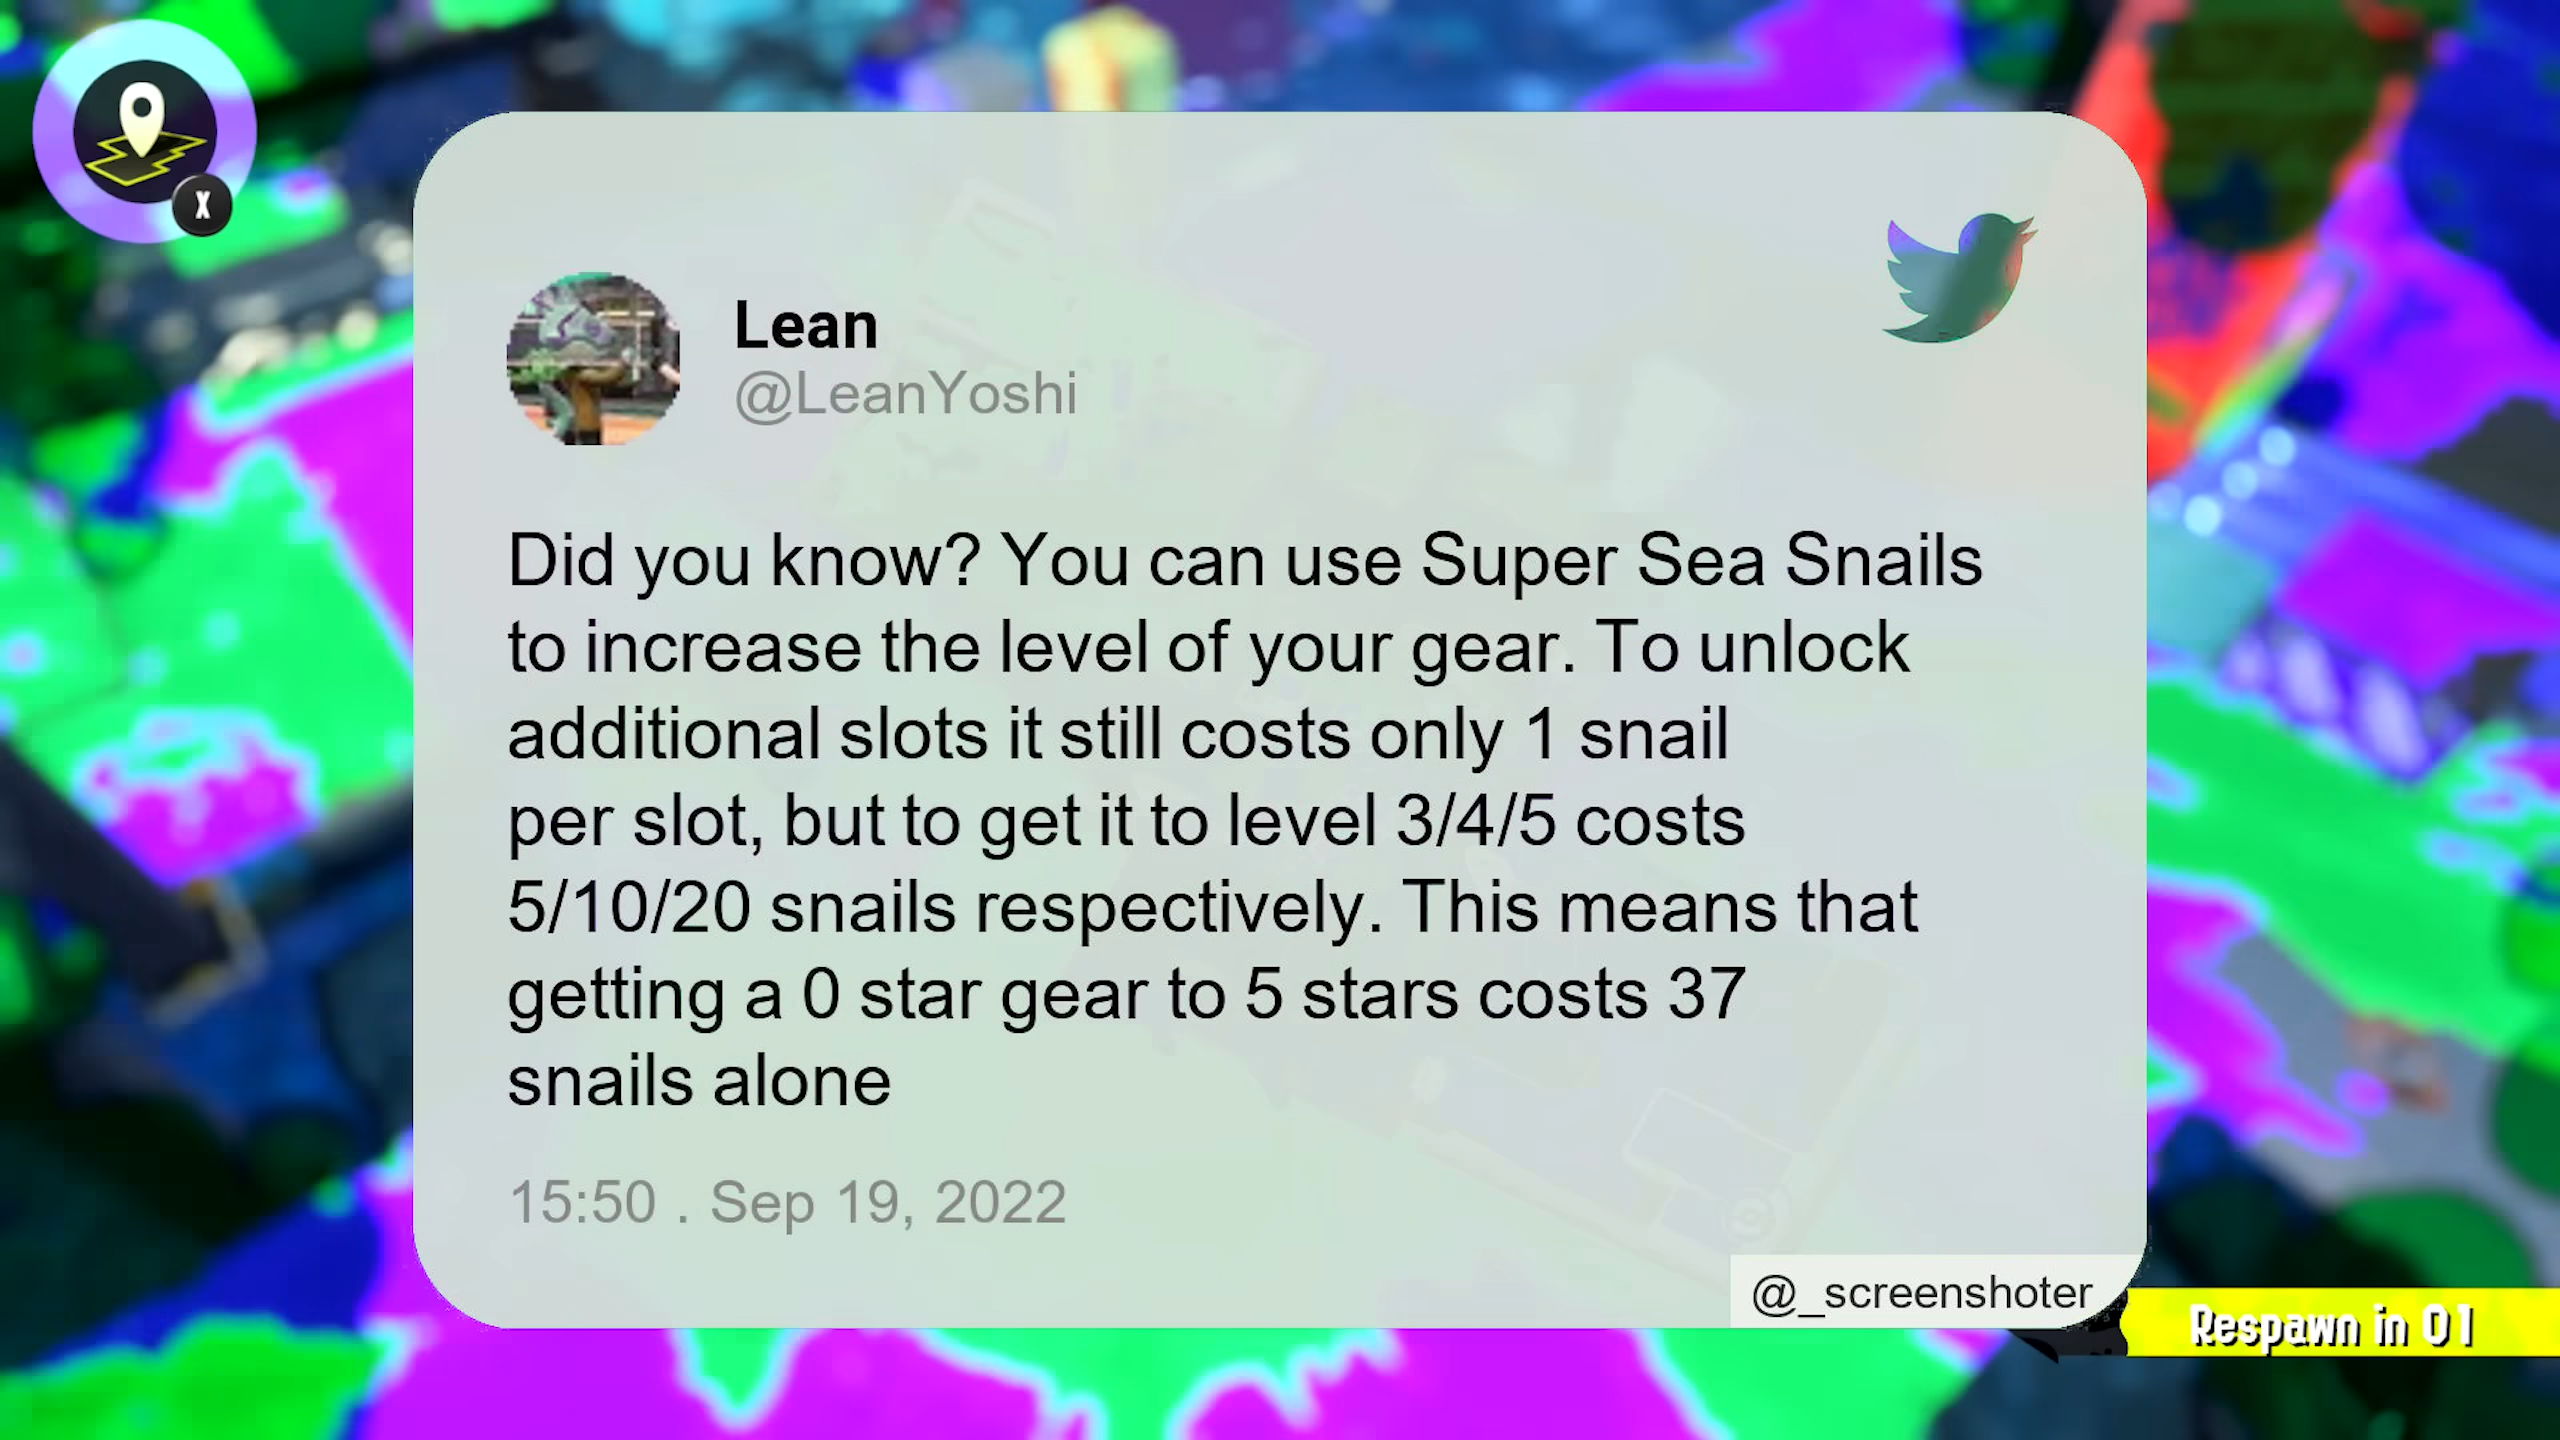 X
Lean
@LeanYoshi
Did you know? You can use Super Sea Snails
to increase the level of your gear. To unlock
additional slots it still costs only 1 snail
per slot, but to get it to level 3/4/5 costs
5/10/20 snails respectively. This means that
getting a 0 star gear to 5 stars costs 37
snails alone
15:50 . Sep 19, 2022
@_screenshoter
Respawn in 01